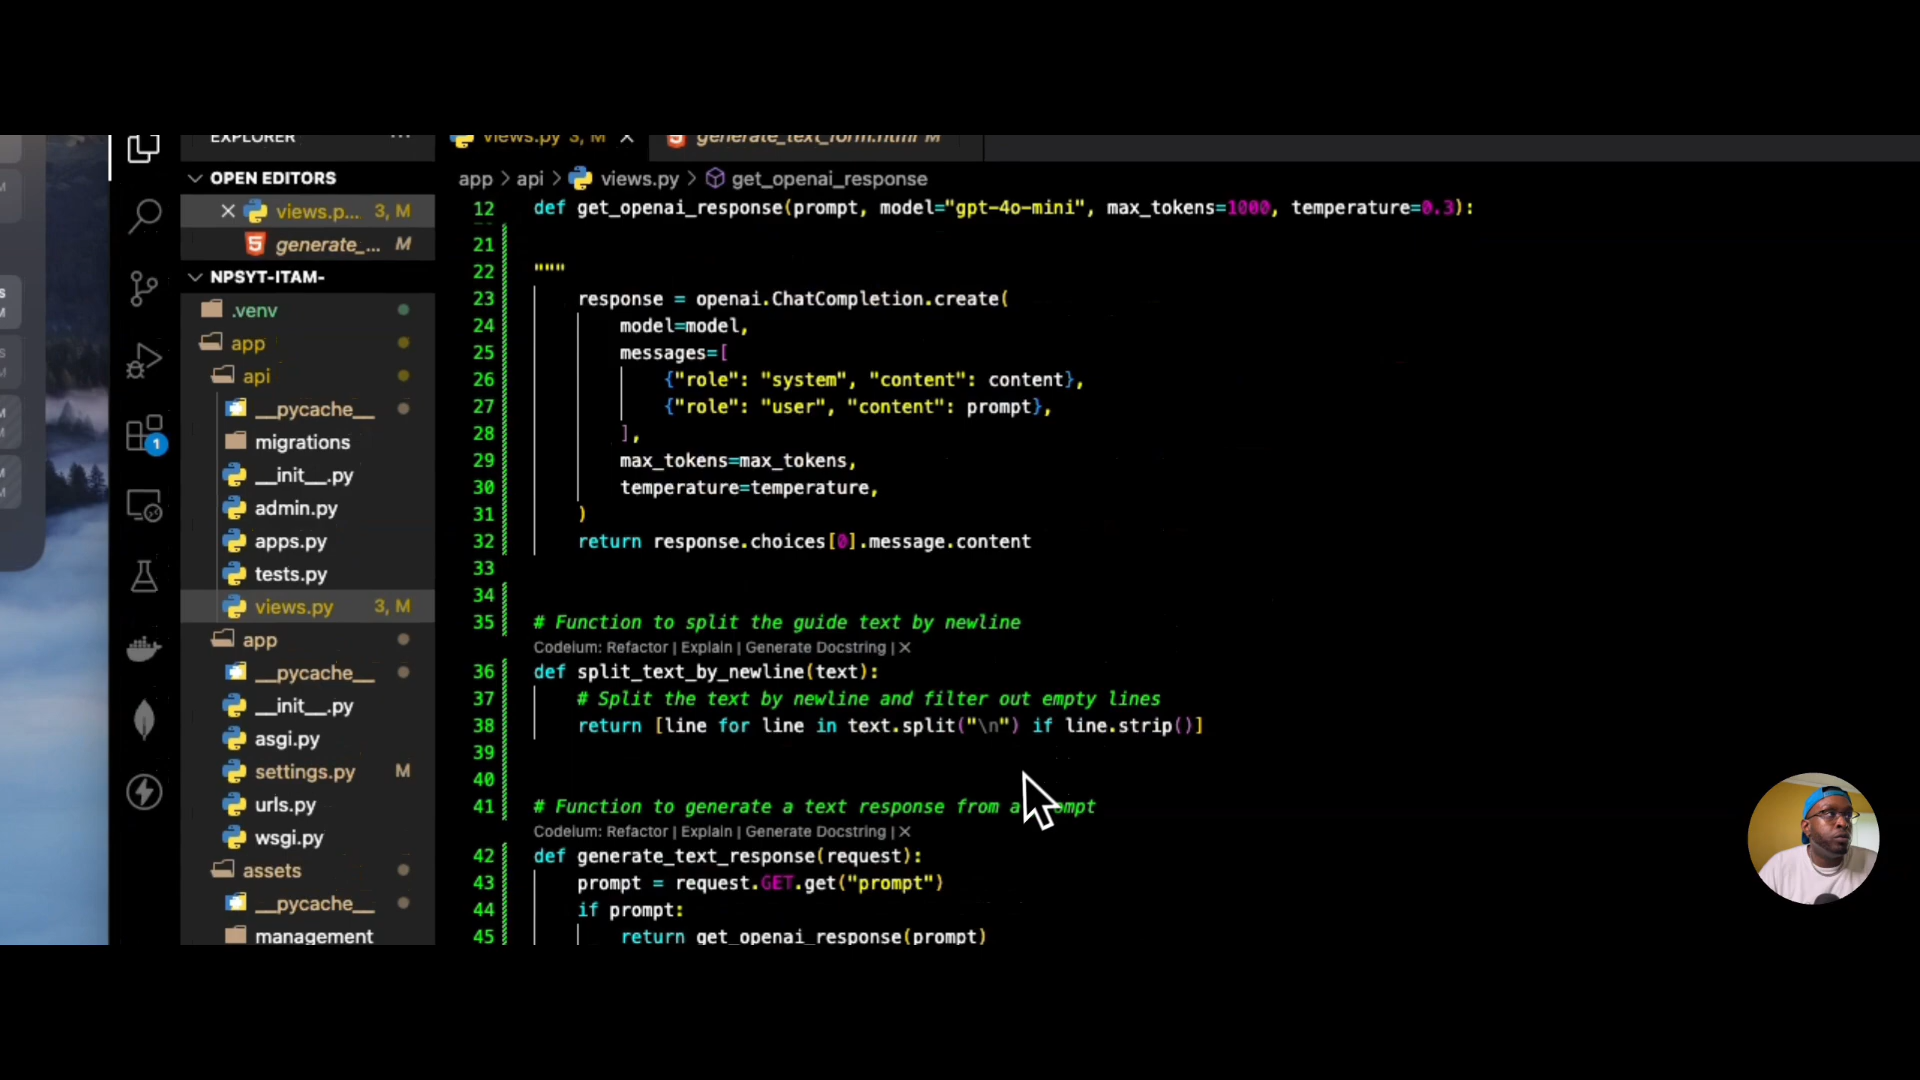 EXPLORER
OPEN EDITORS
views.p... 3, M
generate_... M
NPSYT-ITAM-
.venv
app
api
__pycache__
migrations
__init__.py
admin.py
apps.py
tests.py
views.py 3, M
app
__pycache__
__init__.py
asgi.py
settings.py M
urls.py
wsgi.py
assets
__pycache__
management
1
views.py 3, M
generate_text_form.html M
app > api > views.py > get_openai_response
12 def get_openai_response(prompt, model="gpt-4o-mini", max_tokens=1000, temperature=0.3):
21
22 """
23 response = openai.ChatCompletion.create(
24 model=model,
25 messages=[
26 {"role": "system", "content": content},
27 {"role": "user", "content": prompt},
28 ],
29 max_tokens=max_tokens,
30 temperature=temperature,
31 )
32 return response.choices[0].message.content
33
34
35 # Function to split the guide text by newline
Codeium: Refactor | Explain | Generate Docstring | ✕
36 def split_text_by_newline(text):
37 # Split the text by newline and filter out empty lines
38 return [line for line in text.split("\n") if line.strip()]
39
40
41 # Function to generate a text response from a
Codeium: Refactor | Explain | Generate Docstring | ✕
42 def generate_text_response(request):
43 prompt = request.GET.get("prompt")
44 if prompt:
45 return get_openai_response(prompt)